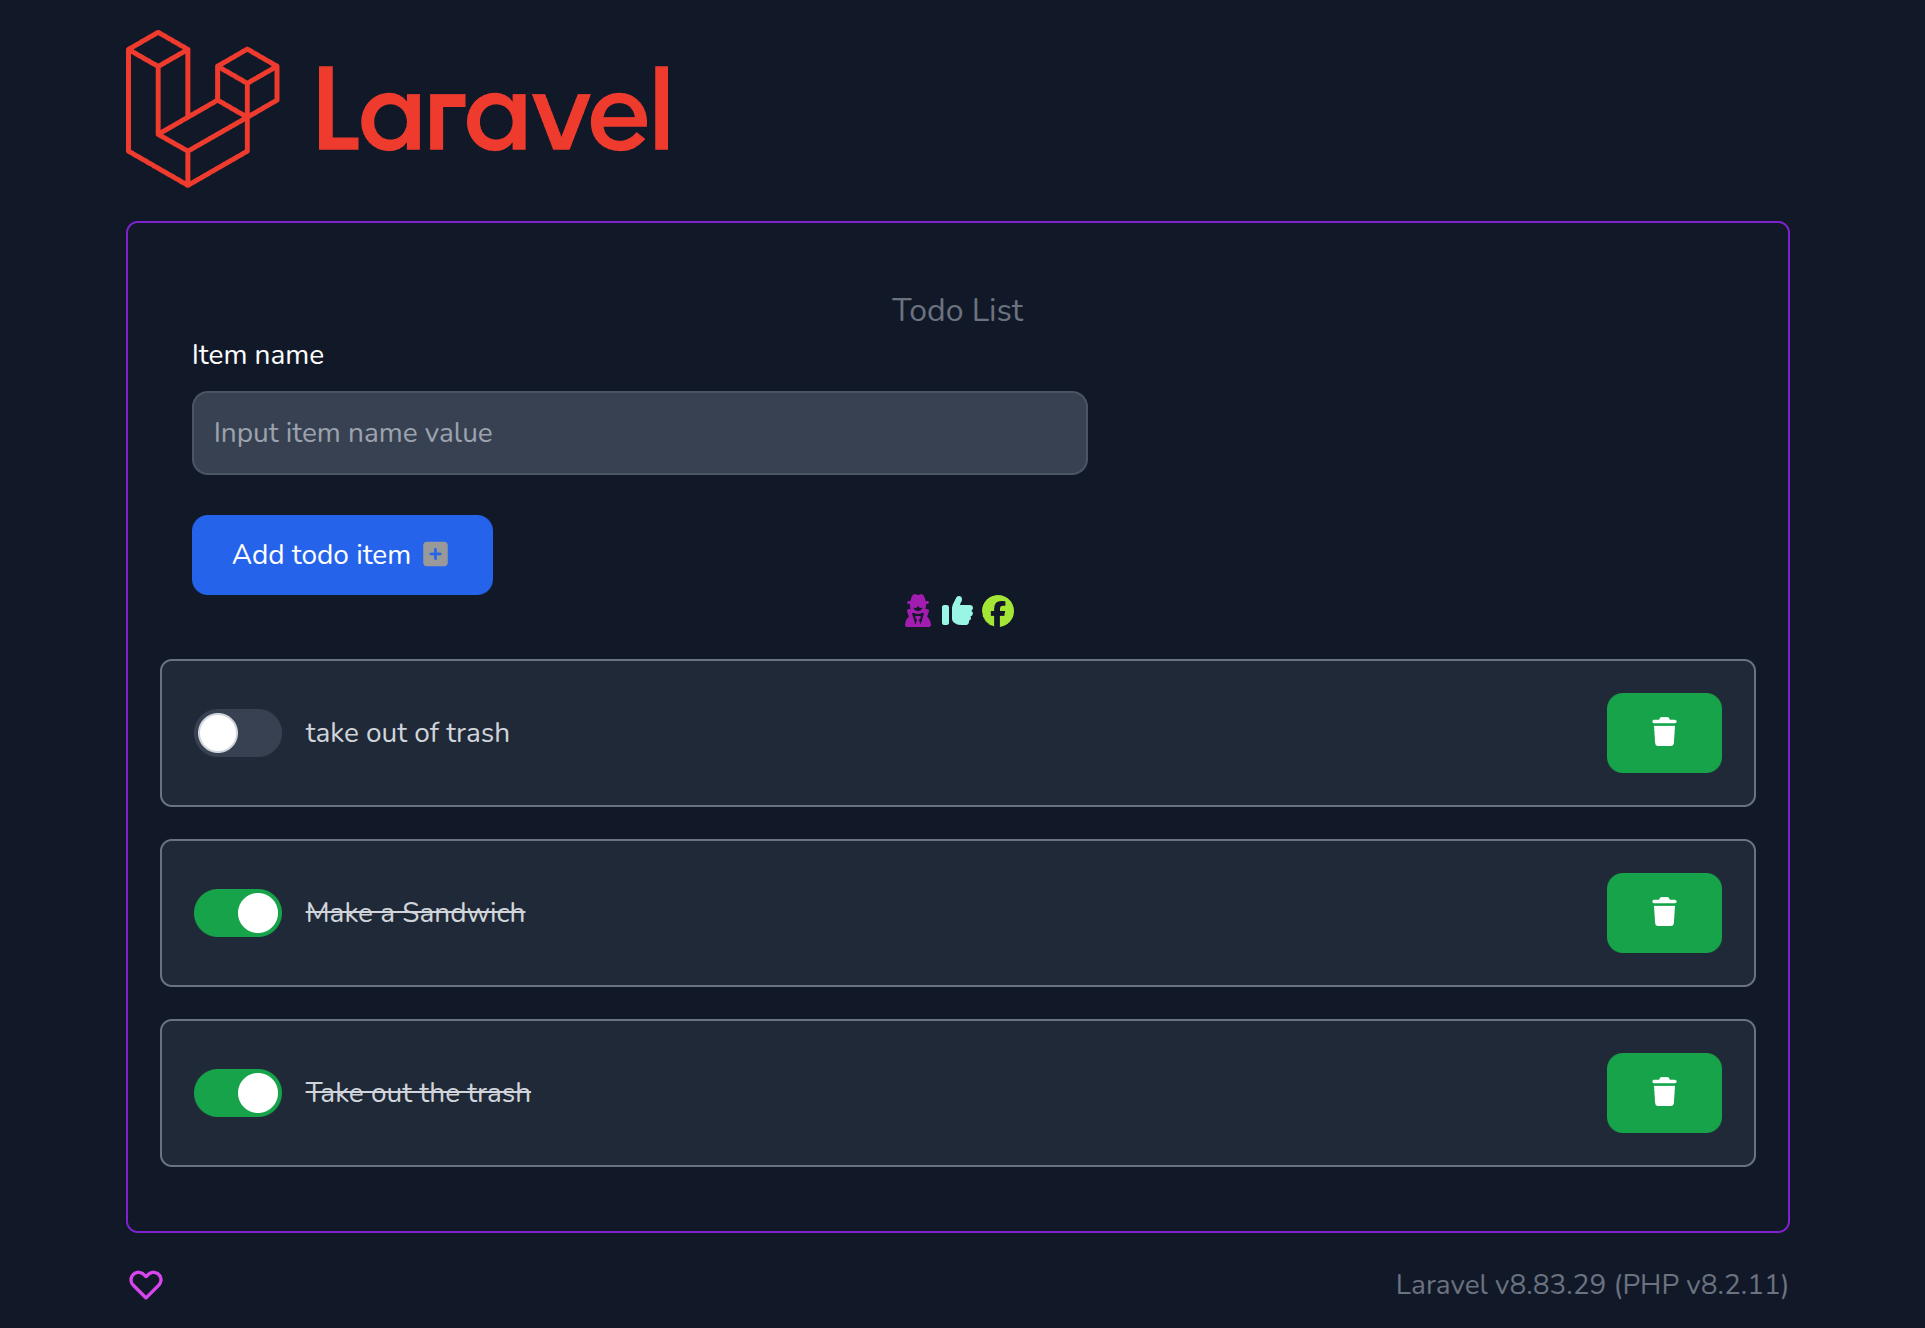 Laravel
Todo List
Item name
Input item name value
Add todo item
take out of trash
Make a Sandwich
Take out the trash
Laravel v8.83.29 (PHP v8.2.11)